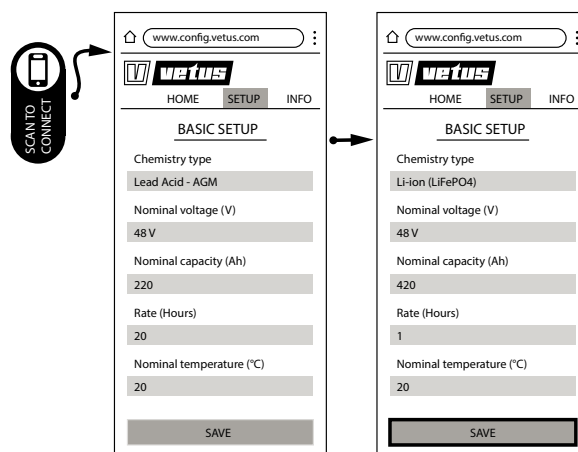 SCAN TO
CONNECT
www.config.vetus.com
V vetus
HOME SETUP INFO
BASIC SETUP
Chemistry type
Lead Acid - AGM
Nominal voltage (V)
48 V
Nominal capacity (Ah)
220
Rate (Hours)
20
Nominal temperature (°C)
20
SAVE
www.config.vetus.com
V vetus
HOME SETUP INFO
BASIC SETUP
Chemistry type
Li-ion (LiFePO4)
Nominal voltage (V)
48 V
Nominal capacity (Ah)
420
Rate (Hours)
1
Nominal temperature (°C)
20
SAVE